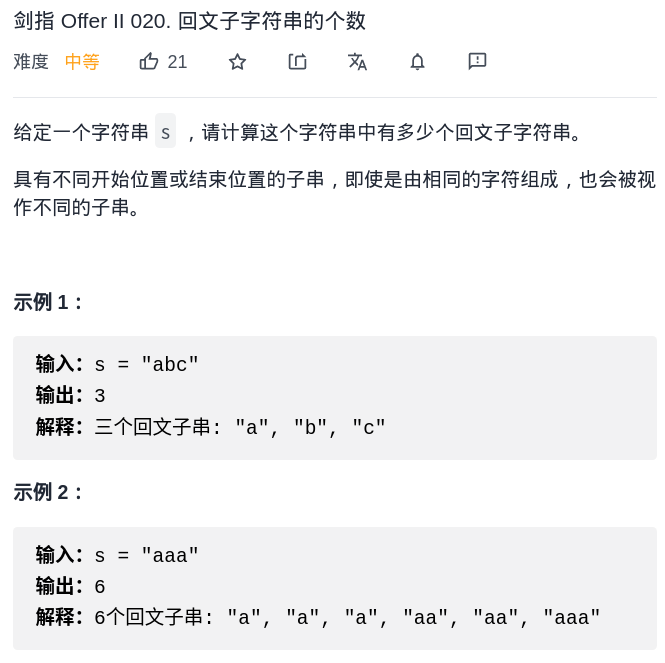 剑指 Offer II 020. 回文子字符串的个数
难度 中等 21
给定一个字符串 s ，请计算这个字符串中有多少个回文子字符串。
具有不同开始位置或结束位置的子串，即使是由相同的字符组成，也会被视
作不同的子串。
示例 1：
输入：s = "abc"
输出：3
解释：三个回文子串: "a", "b", "c"
示例 2：
输入：s = "aaa"
输出：6
解释：6个回文子串: "a", "a", "a", "aa", "aa", "aaa"